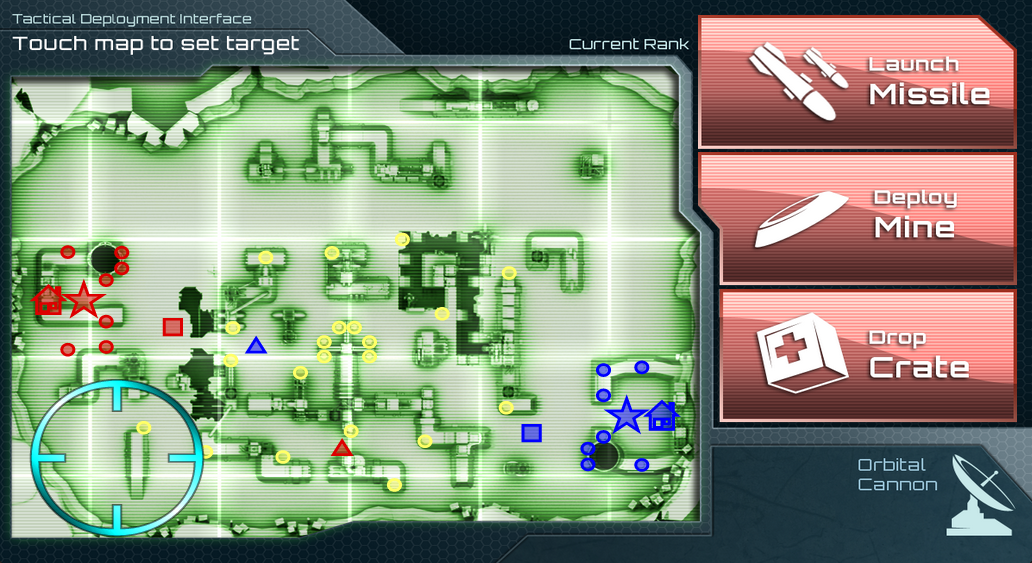 Tactical Deployment Interface
Touch map to set target
Current Rank
Launch
Missile
Deploy
Mine
Drop
Crate
Orbital
Cannon